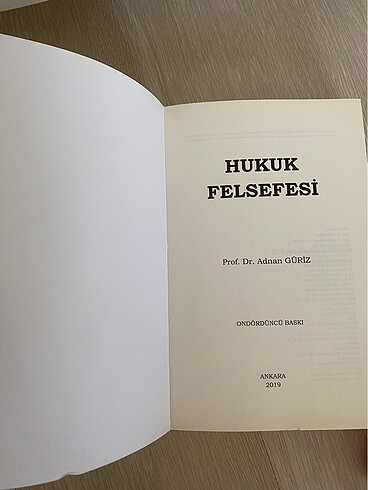 HUKUK
FELSEFESİ
Prof. Dr. Adnan GÜRİZ
ONDÖRDÜNCÜ BASKI
ANKARA
2019